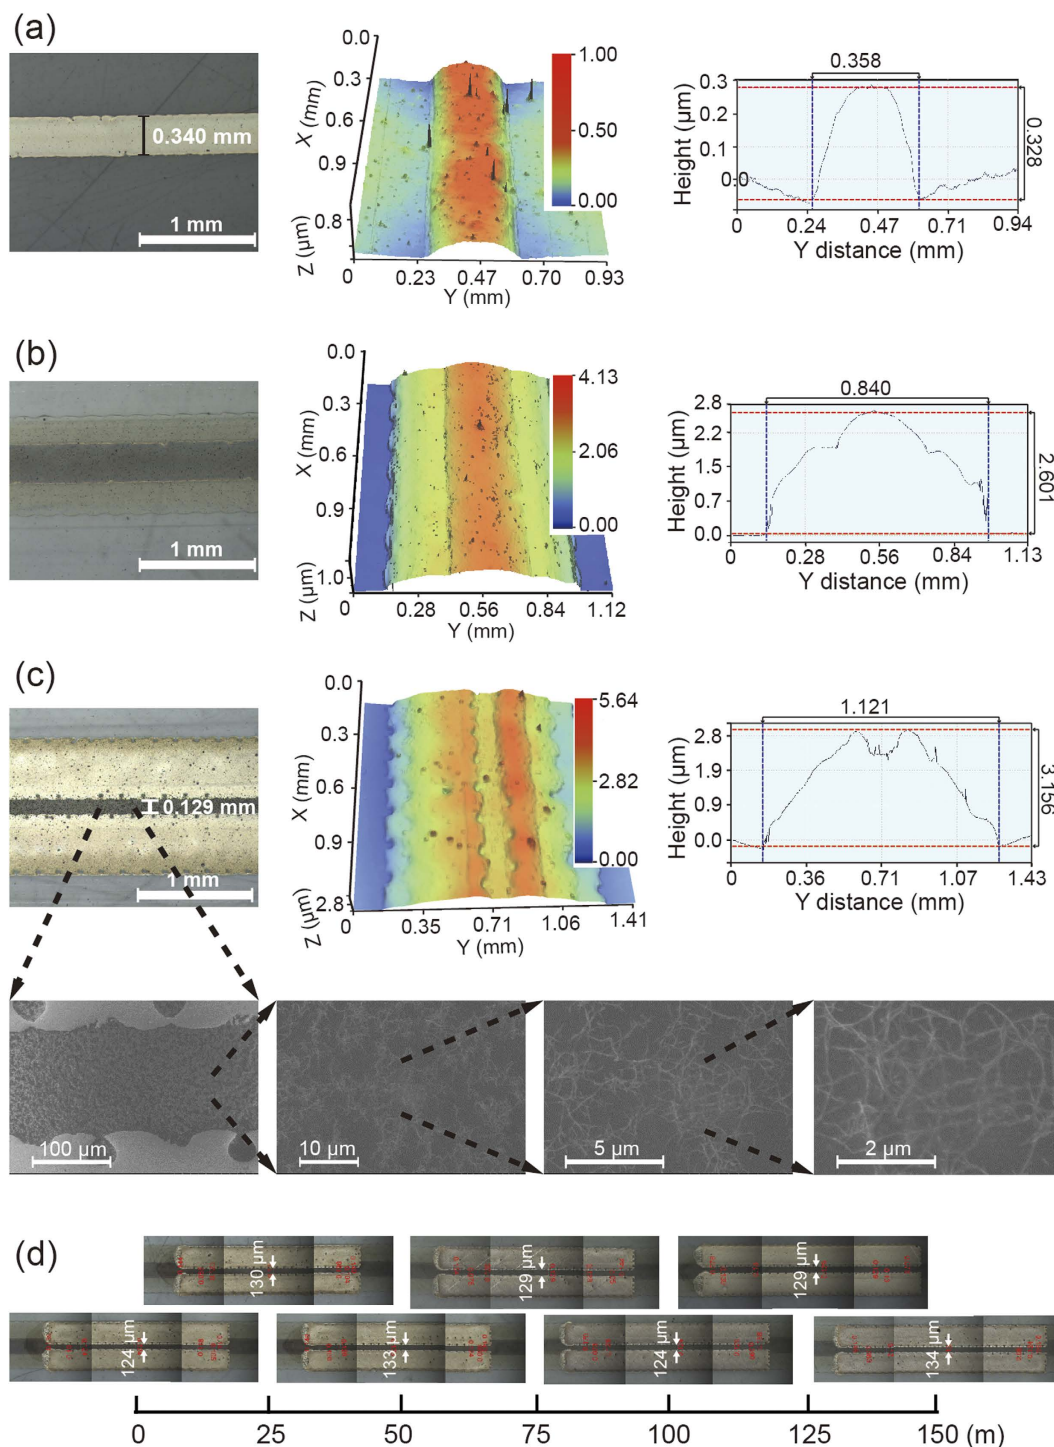 (a)
0.340 mm
1 mm
0.0
0.3
0.6
0.9
0.8
X (mm)
Z (µm)
0 0.23 0.47 0.70 0.93
Y (mm)
1.00
0.50
0.00
0.358
0.328
Height (µm)
0.3
0.2
0.1
0.0
0 0.24 0.47 0.71 0.94
Y distance (mm)
(b)
1 mm
0.0
0.3
0.6
0.9
1.0
X (mm)
Z (µm)
0 0.28 0.56 0.84 1.12
Y (mm)
4.13
2.06
0.00
0.840
2.601
Height (µm)
2.8
2.2
1.5
0.7
0.0
0 0.28 0.56 0.84 1.13
Y distance (mm)
(c)
0.129 mm
1 mm
0.0
0.3
0.6
0.9
2.8
X (mm)
Z (µm)
0 0.35 0.71 1.06 1.41
Y (mm)
5.64
2.82
0.00
1.121
3.156
Height (µm)
2.8
1.9
0.9
0.0
0 0.36 0.71 1.07 1.43
Y distance (mm)
100 µm
10 µm
5 µm
2 µm
(d)
130 µm
129 µm
129 µm
124 µm
133 µm
124 µm
134 µm
0 25 50 75 100 125 150 (m)